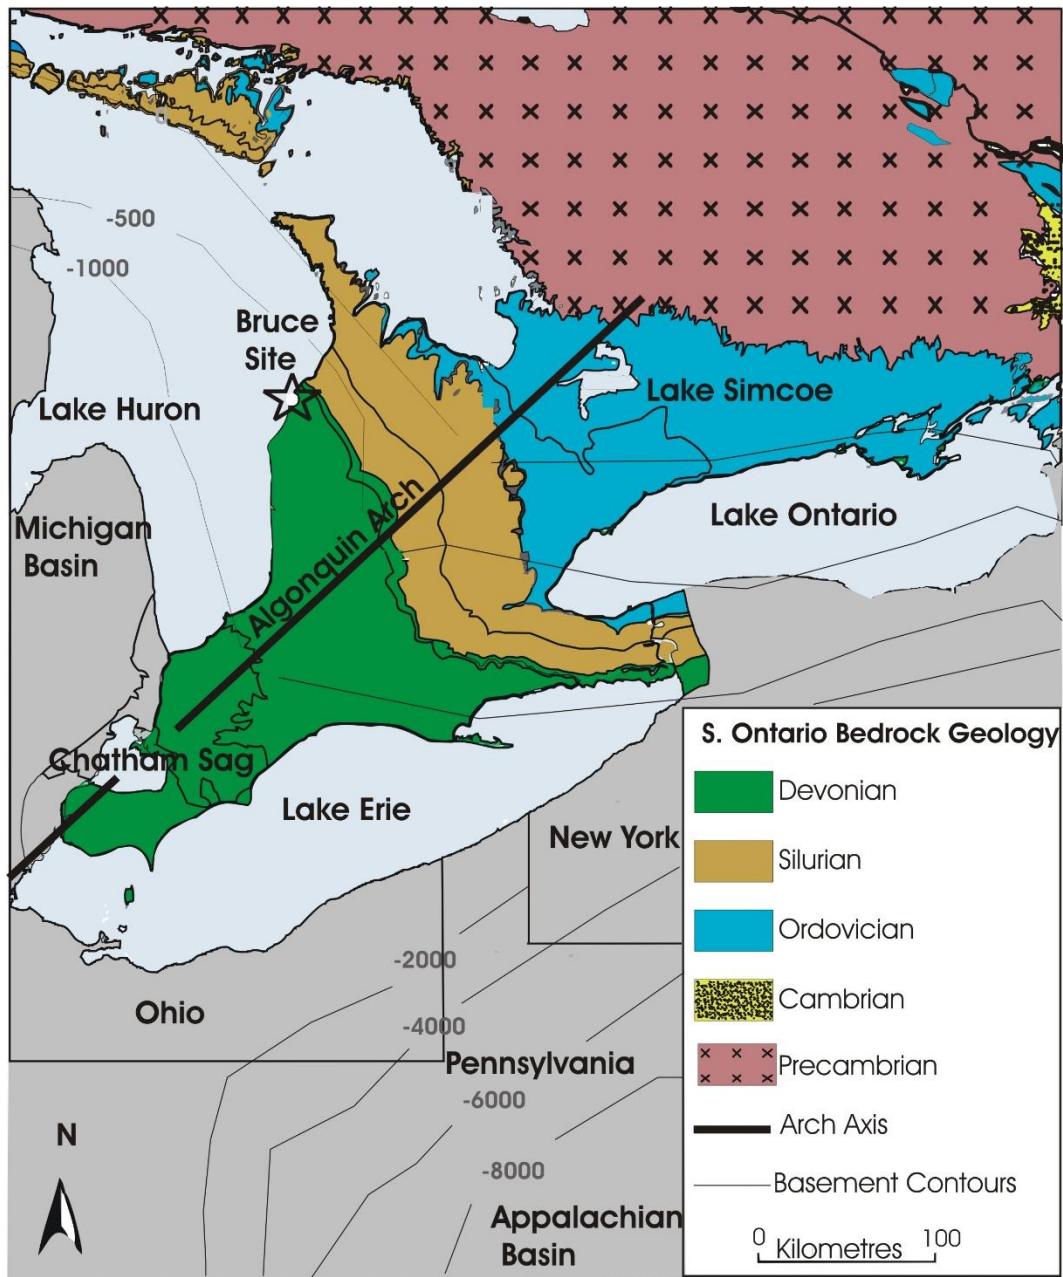 -500
-1000
Bruce
Site
Lake Huron
Lake Simcoe
Michigan
Basin
Algonquin Arch
Lake Ontario
Chatham Sag
Lake Erie
New York
-2000
Ohio
-4000
Pennsylvania
-6000
-8000
Appalachian
Basin
N
S. Ontario Bedrock Geology
Devonian
Silurian
Ordovician
Cambrian
Precambrian
Arch Axis
Basement Contours
0 100
Kilometres